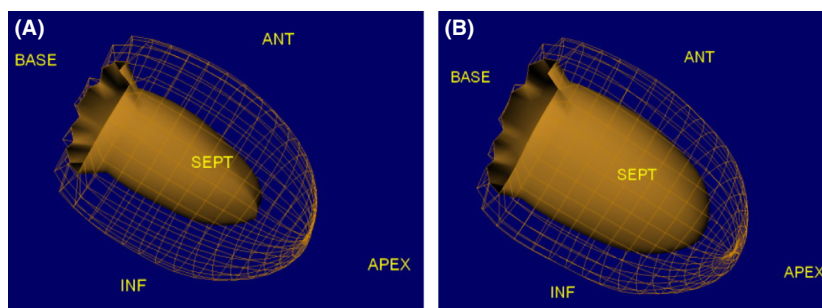 (A)
ANT
BASE
SEPT
APEX
INF
(B)
ANT
BASE
SEPT
APEX
INF